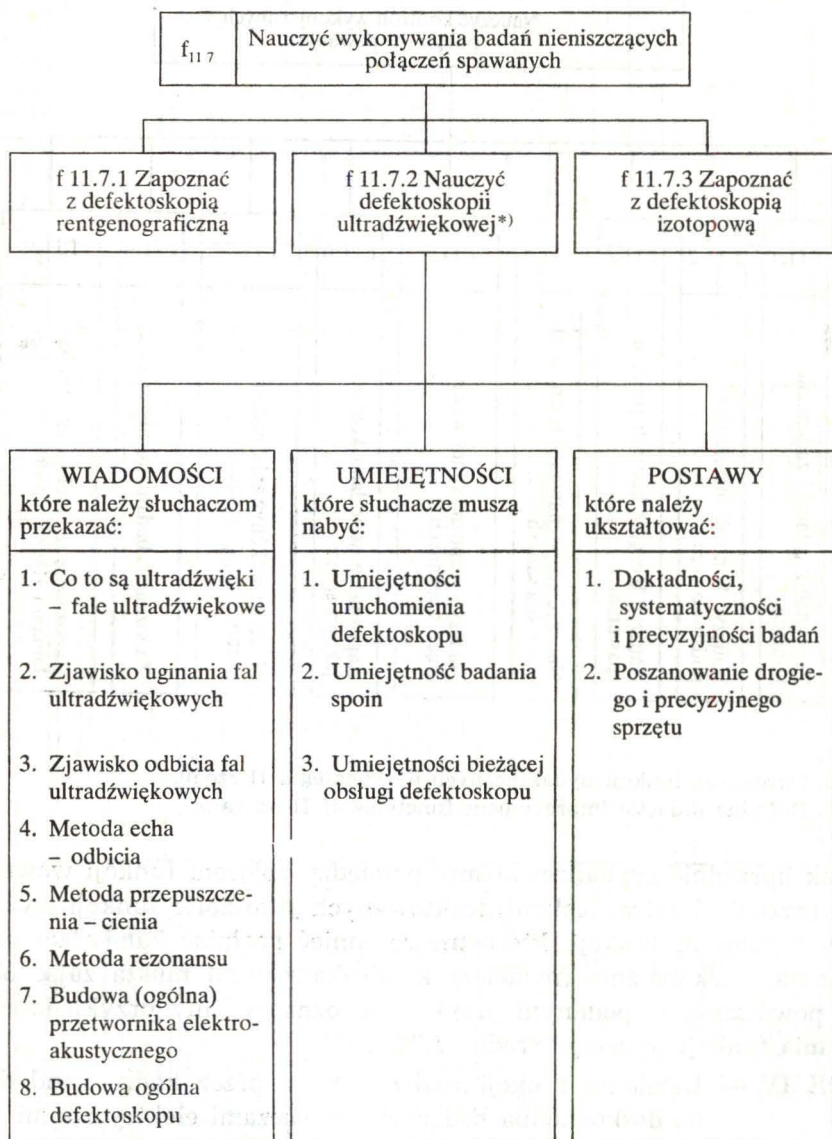 f₁₁ ₇
Nauczyć wykonywania badań nieniszczących
połączeń spawanych
f 11.7.1 Zapoznać
z defektoskopią
rentgenograficzną
f 11.7.2 Nauczyć
defektoskopii
ultradźwiękowej*)
f 11.7.3 Zapoznać
z defektoskopią
izotopową
WIADOMOŚCI
które należy słuchaczom
przekazać:
1. Co to są ultradźwięki
– fale ultradźwiękowe
2. Zjawisko uginania fal
ultradźwiękowych
3. Zjawisko odbicia fal
ultradźwiękowych
4. Metoda echa
– odbicia
5. Metoda przepuszcze-
nia – cienia
6. Metoda rezonansu
7. Budowa (ogólna)
przetwornika elektro-
akustycznego
8. Budowa ogólna
defektoskopu
UMIEJĘTNOŚCI
które słuchacze muszą
nabyć:
1. Umiejętności
uruchomienia
defektoskopu
2. Umiejętność badania
spoin
3. Umiejętności bieżącej
obsługi defektoskopu
POSTAWY
które należy
ukształtować:
1. Dokładności,
systematyczności
i precyzyjności badań
2. Poszanowanie drogie-
go i precyzyjnego
sprzętu